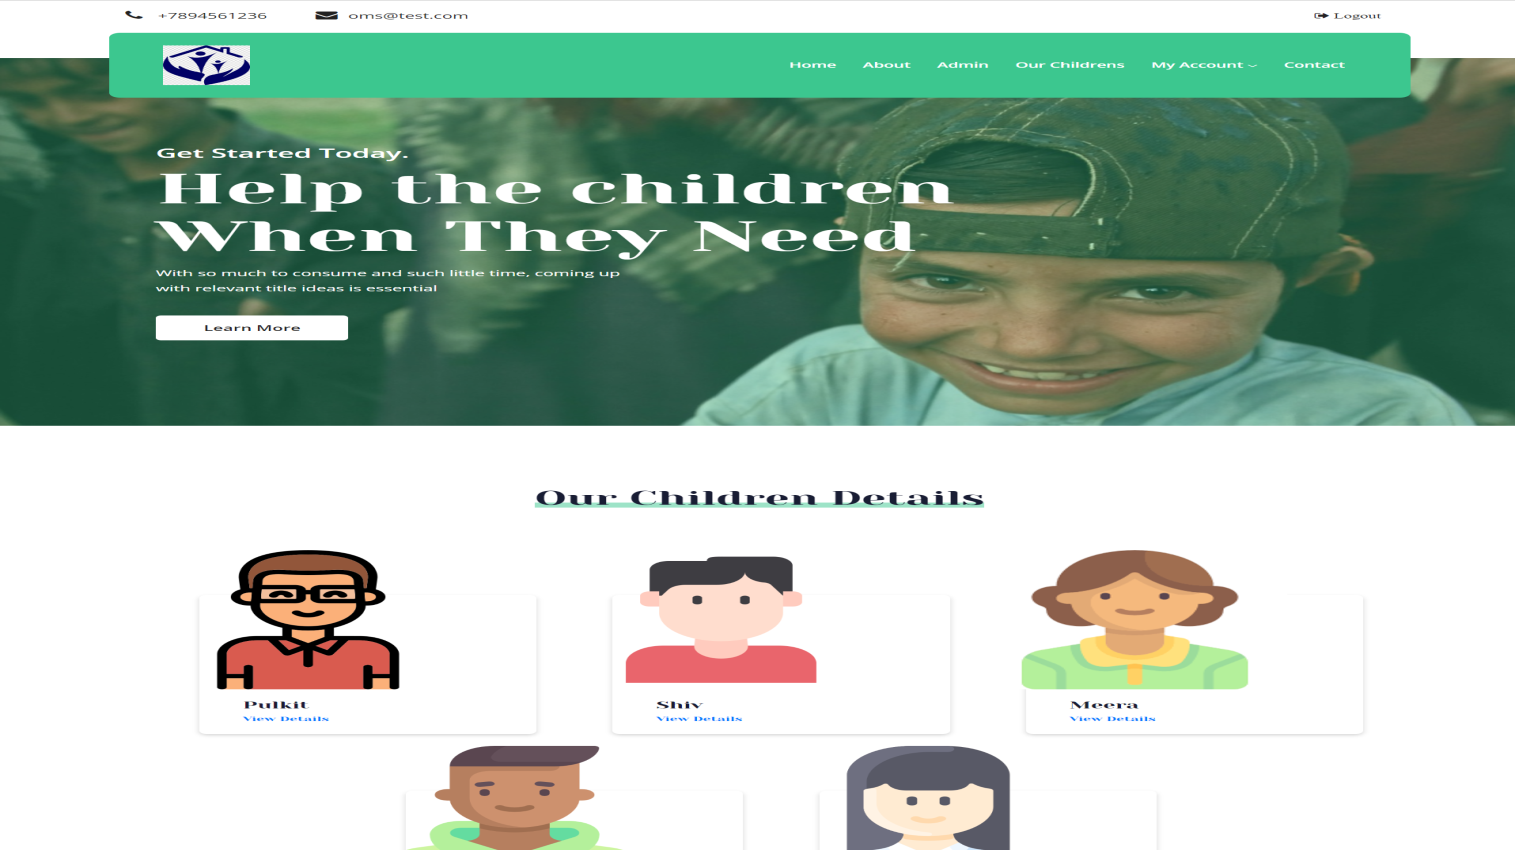 +7894561236
oms@test.com
Logout
Home
About
Admin
Our Childrens
My Account
Contact
Get Started Today.
Help the children
When They Need
With so much to consume and such little time, coming up
with relevant title ideas is essential
Learn More
Our Children Details
Pulkit
View Details
Shiv
View Details
Meera
View Details